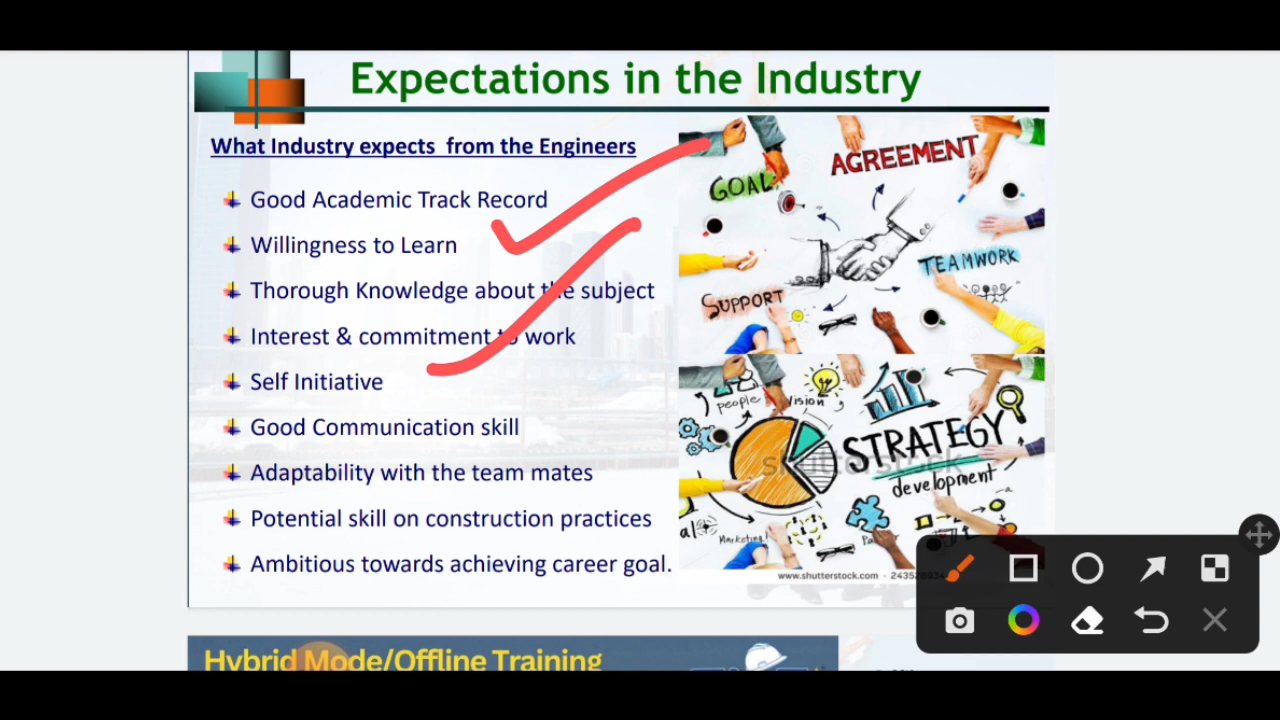 Expectations in the Industry
What Industry expects from the Engineers
Good Academic Track Record
Willingness to Learn
Thorough Knowledge about the subject
Interest & commitment to work
Self Initiative
Good Communication skill
Adaptability with the team mates
Potential skill on construction practices
Ambitious towards achieving career goal.
AGREEMENT
GOAL
TEAMWORK
SUPPORT
people
Vision
STRATEGY
shutterstock
development
Marketing
www.shutterstock.com
Hybrid Mode/Offline Training